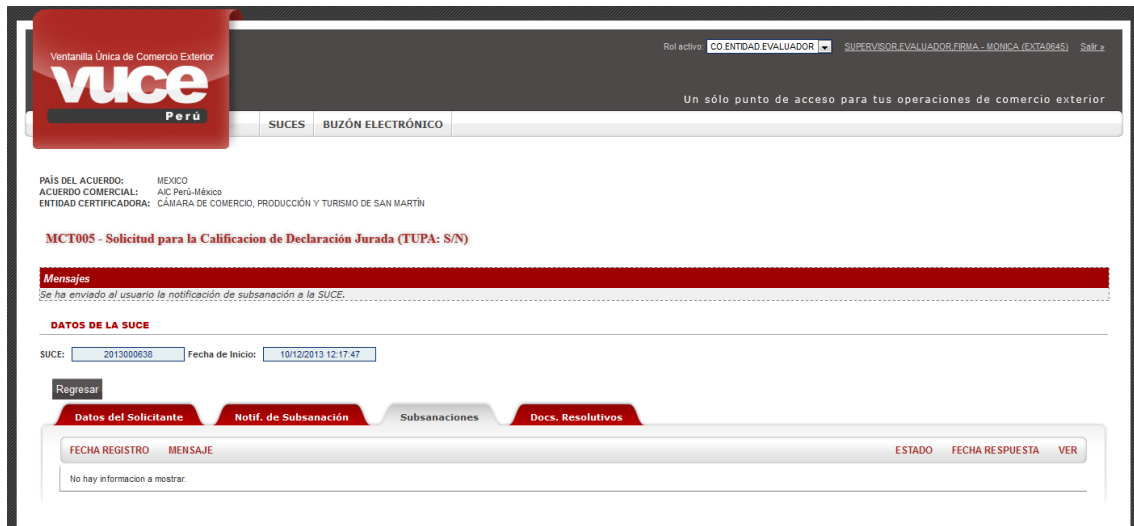 Ventanilla Única de Comercio Exterior
vuce
Perú
Rol activo: CO.ENTIDAD.EVALUADOR SUPERVISOR,EVALUADOR,FIRMA - MONICA (EXTA0645) Salir »
Un sólo punto de acceso para tus operaciones de comercio exterior
SUCES BUZÓN ELECTRÓNICO
PAÌS DEL ACUERDO: MEXICO
ACUERDO COMERCIAL: AIC Perú-México
ENTIDAD CERTIFICADORA: CÁMARA DE COMERCIO, PRODUCCIÓN Y TURISMO DE SAN MARTÍN
MCT005 - Solicitud para la Calificacion de Declaración Jurada (TUPA: S/N)
Mensajes
Se ha enviado al usuario la notificación de subsanación a la SUCE.
DATOS DE LA SUCE
SUCE: 2013000638 Fecha de Inicio: 10/12/2013 12:17:47
Regresar
Datos del Solicitante Notif. de Subsanación Subsanaciones Docs. Resolutivos
FECHA REGISTRO MENSAJE ESTADO FECHA RESPUESTA VER
No hay informacion a mostrar.